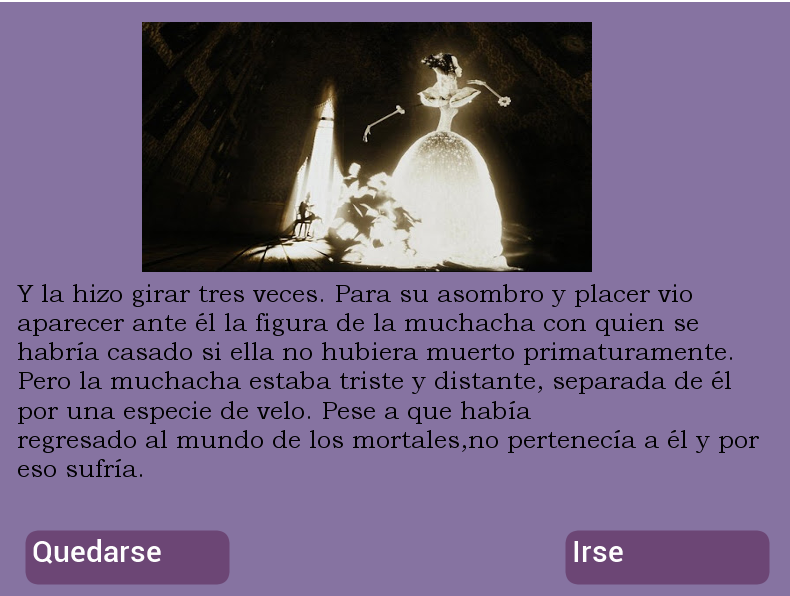 Y la hizo girar tres veces. Para su asombro y placer vio
aparecer ante él la figura de la muchacha con quien se
habría casado si ella no hubiera muerto primaturamente.
Pero la muchacha estaba triste y distante, separada de él
por una especie de velo. Pese a que había
regresado al mundo de los mortales,no pertenecía a él y por
eso sufría.
Quedarse
Irse